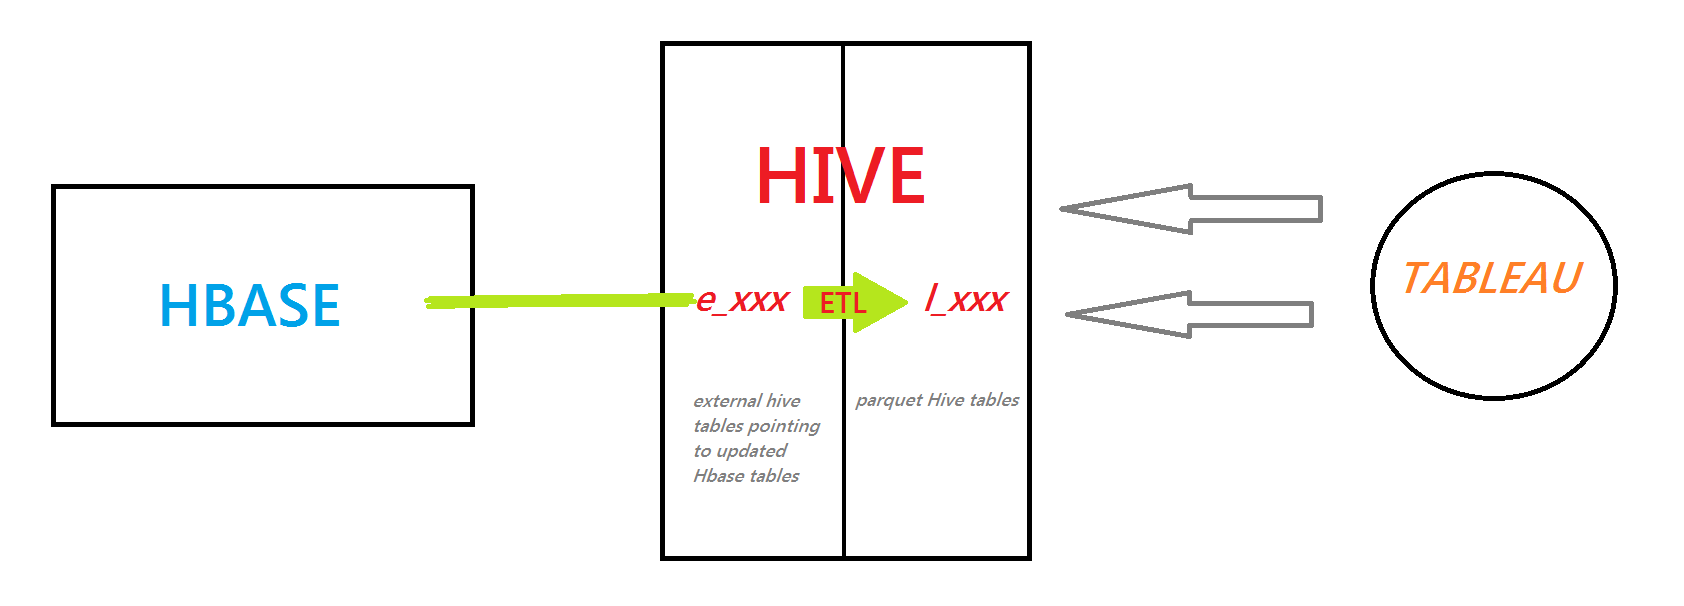 HIVE
HBASE
e_xxx
ETL
l_xxx
TABLEAU
external hive
tables pointing
to updated
Hbase tables
parquet Hive tables